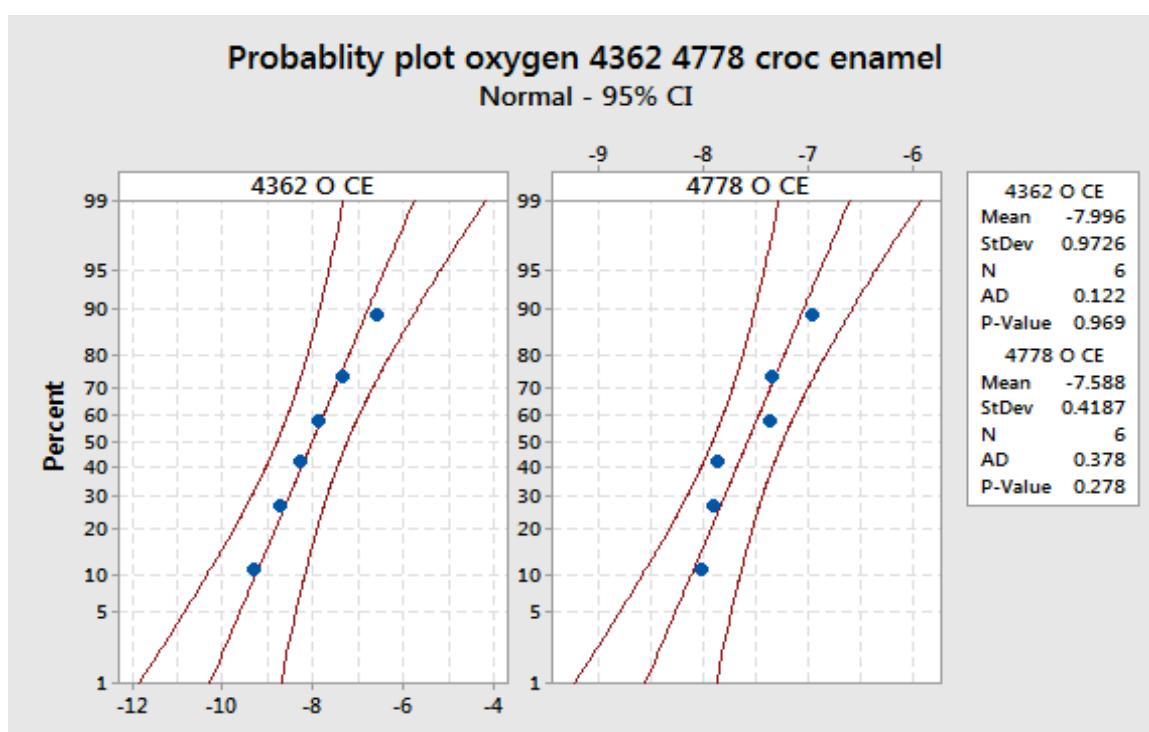 Probablity plot oxygen 4362 4778 croc enamel
Normal - 95% CI
-9 -8 -7 -6
4362 O CE
4778 O CE
99
95
90
80
70
60
50
40
30
20
10
5
1
99
95
90
80
70
60
50
40
30
20
10
5
1
Percent
-12 -10 -8 -6 -4
4362 O CE
Mean -7.996
StDev 0.9726
N 6
AD 0.122
P-Value 0.969
4778 O CE
Mean -7.588
StDev 0.4187
N 6
AD 0.378
P-Value 0.278